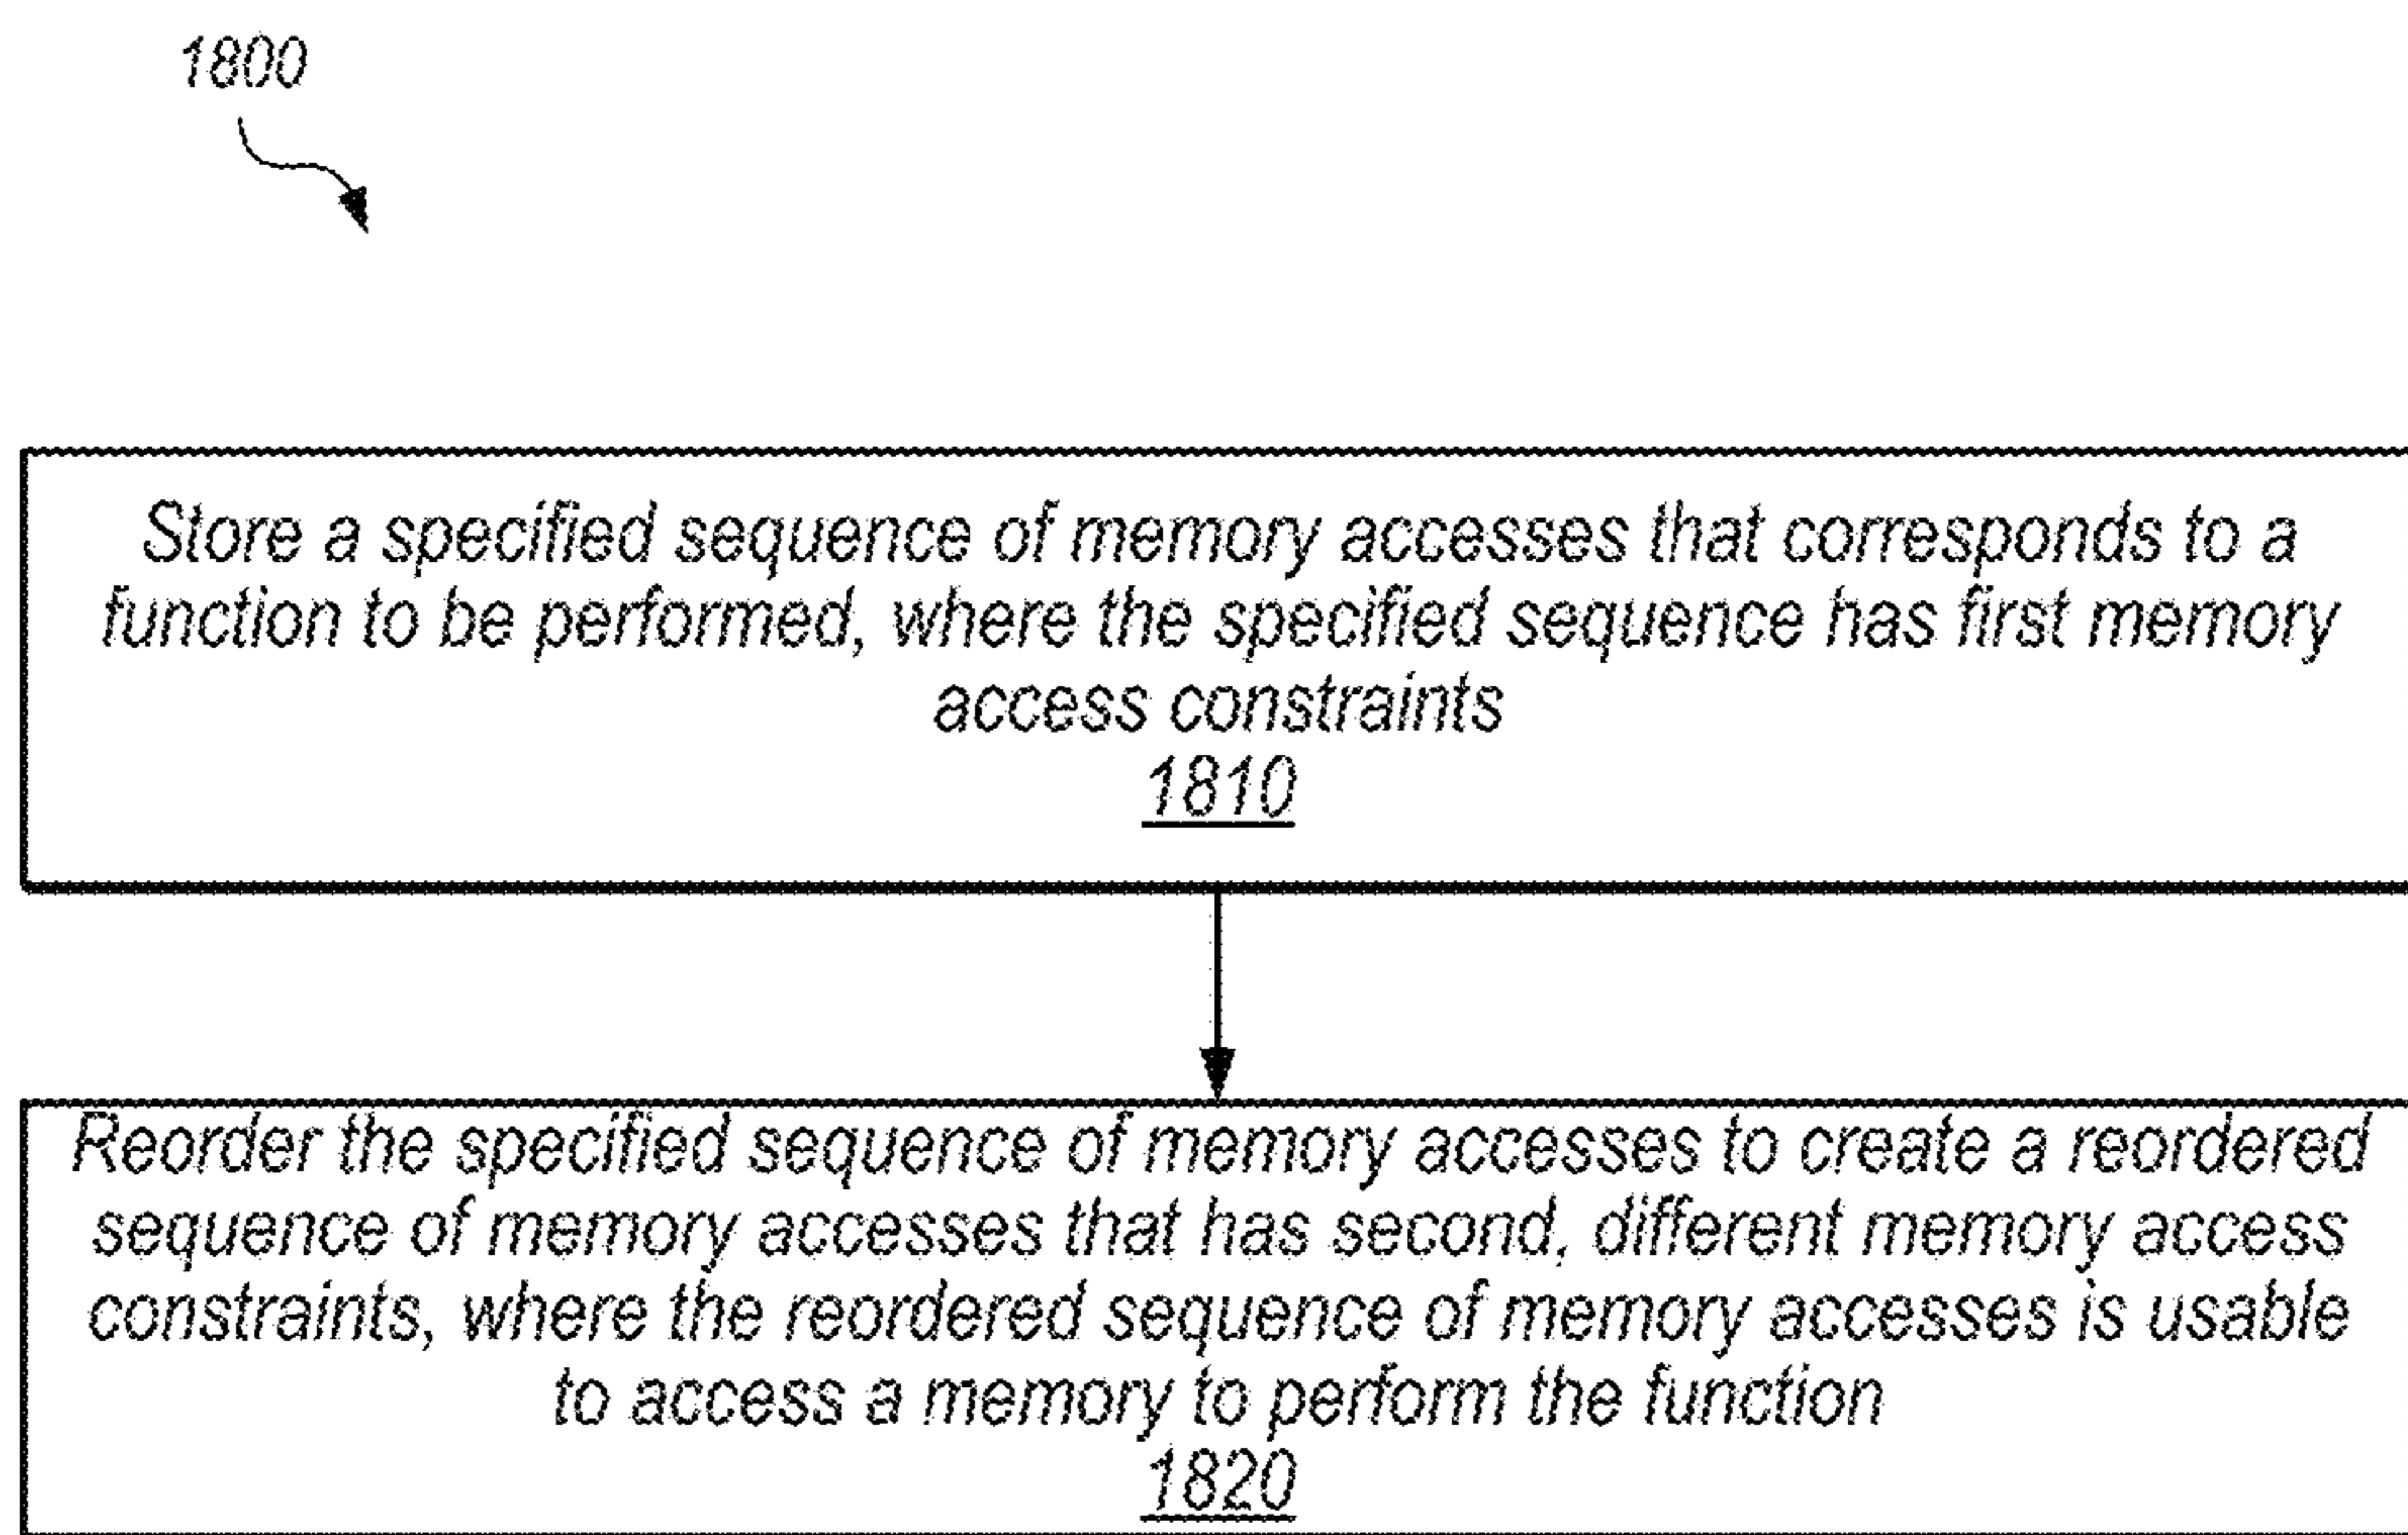 1800
Store a specified sequence of memory accesses that corresponds to a
function to be performed, where the specified sequence has first memory
access constraints
1810
Reorder the specified sequence of memory accesses to create a reordered
sequence of memory accesses that has second, different memory access
constraints, where the reordered sequence of memory accesses is usable
to access a memory to perform the function
1820